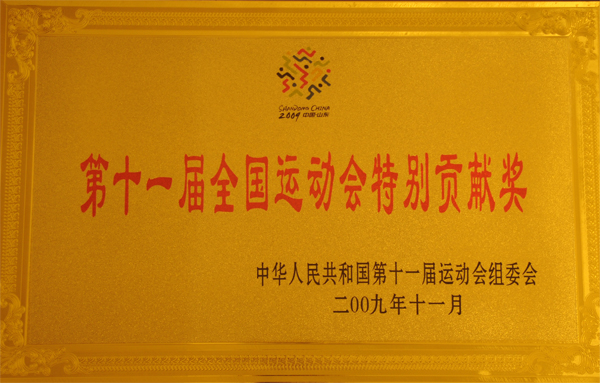 Shandong China
2009 中国山东
第十一届全国运动会特别贡献奖
中华人民共和国第十一届运动会组委会
二00九年十一月